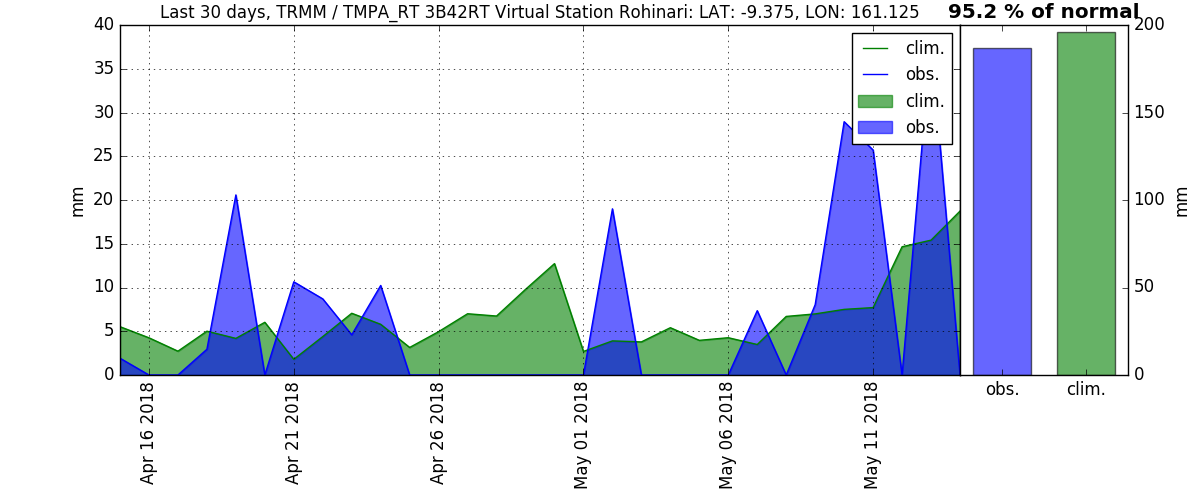 Last 30 days, TRMM / TMPA_RT 3B42RT Virtual Station Rohinari: LAT: -9.375, LON: 161.125
95.2 % of normal
40
35
30
25
20
15
10
5
0
mm
clim.
obs.
clim.
obs.
200
150
100
50
0
mm
obs.
clim.
Apr 16 2018
Apr 21 2018
Apr 26 2018
May 01 2018
May 06 2018
May 11 2018